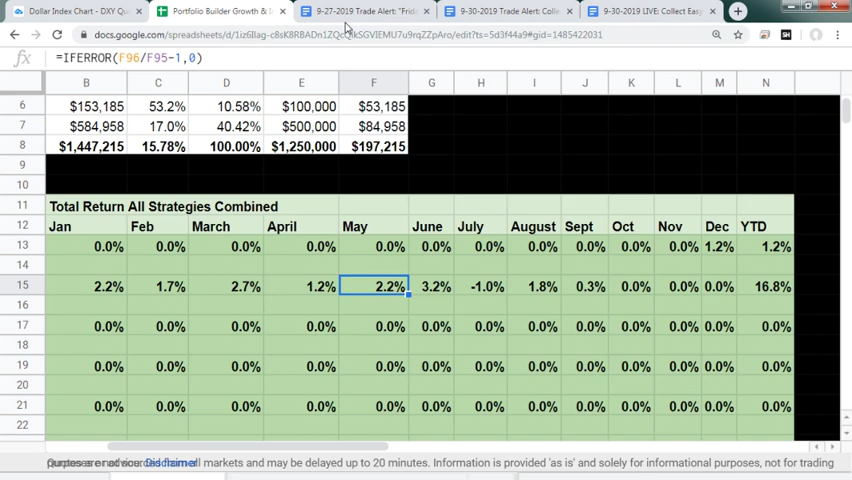 Dollar Index Chart - DXY Qu × Portfolio Builder Growth & I × 9-27-2019 Trade Alert: "Frida × 9-30-2019 Trade Alert: Colle × 9-30-2019 LIVE: Collect Easy ×
docs.google.com/spreadsheets/d/1iz6Ilag-c8sK8RBADn1ZQcQikSGVIEMU7u9rqZZpAro/edit?ts=5d3f44a9#gid=1485422031
fx =IFERROR(F96/F95-1,0)
B C D E F G H I J K L M N
6 $153,185 53.2% 10.58% $100,000 $53,185
7 $584,958 17.0% 40.42% $500,000 $84,958
8 $1,447,215 15.78% 100.00% $1,250,000 $197,215
9
10
11 Total Return All Strategies Combined
12 Jan Feb March April May June July August Sept Oct Nov Dec YTD
13 0.0% 0.0% 0.0% 0.0% 0.0% 0.0% 0.0% 0.0% 0.0% 0.0% 0.0% 1.2% 1.2%
14
15 2.2% 1.7% 2.7% 1.2% 2.2% 3.2% -1.0% 1.8% 0.3% 0.0% 0.0% 0.0% 16.8%
16
17 0.0% 0.0% 0.0% 0.0% 0.0% 0.0% 0.0% 0.0% 0.0% 0.0% 0.0% 0.0% 0.0%
18
19 0.0% 0.0% 0.0% 0.0% 0.0% 0.0% 0.0% 0.0% 0.0% 0.0% 0.0% 0.0% 0.0%
20
21 0.0% 0.0% 0.0% 0.0% 0.0% 0.0% 0.0% 0.0% 0.0% 0.0% 0.0% 0.0% 0.0%
22
Disclaimer all markets and may be delayed up to 20 minutes. Information is provided 'as is' and solely for informational purposes, not for trading